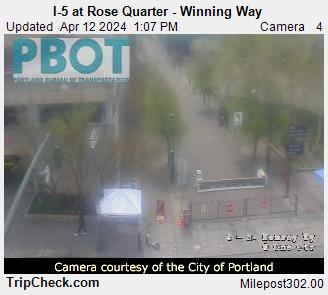 I-5 at Rose Quarter - Winning Way
Updated Apr 12 2024 1:07 PM Camera 4
PBOT
PORTLAND BUREAU OF TRANSPORTATION
Camera courtesy of the City of Portland
TripCheck.com Milepost302.00